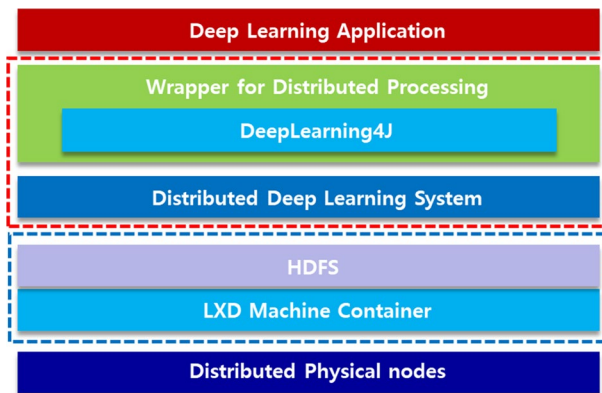 Deep Learning Application
Wrapper for Distributed Processing
DeepLearning4J
Distributed Deep Learning System
HDFS
LXD Machine Container
Distributed Physical nodes